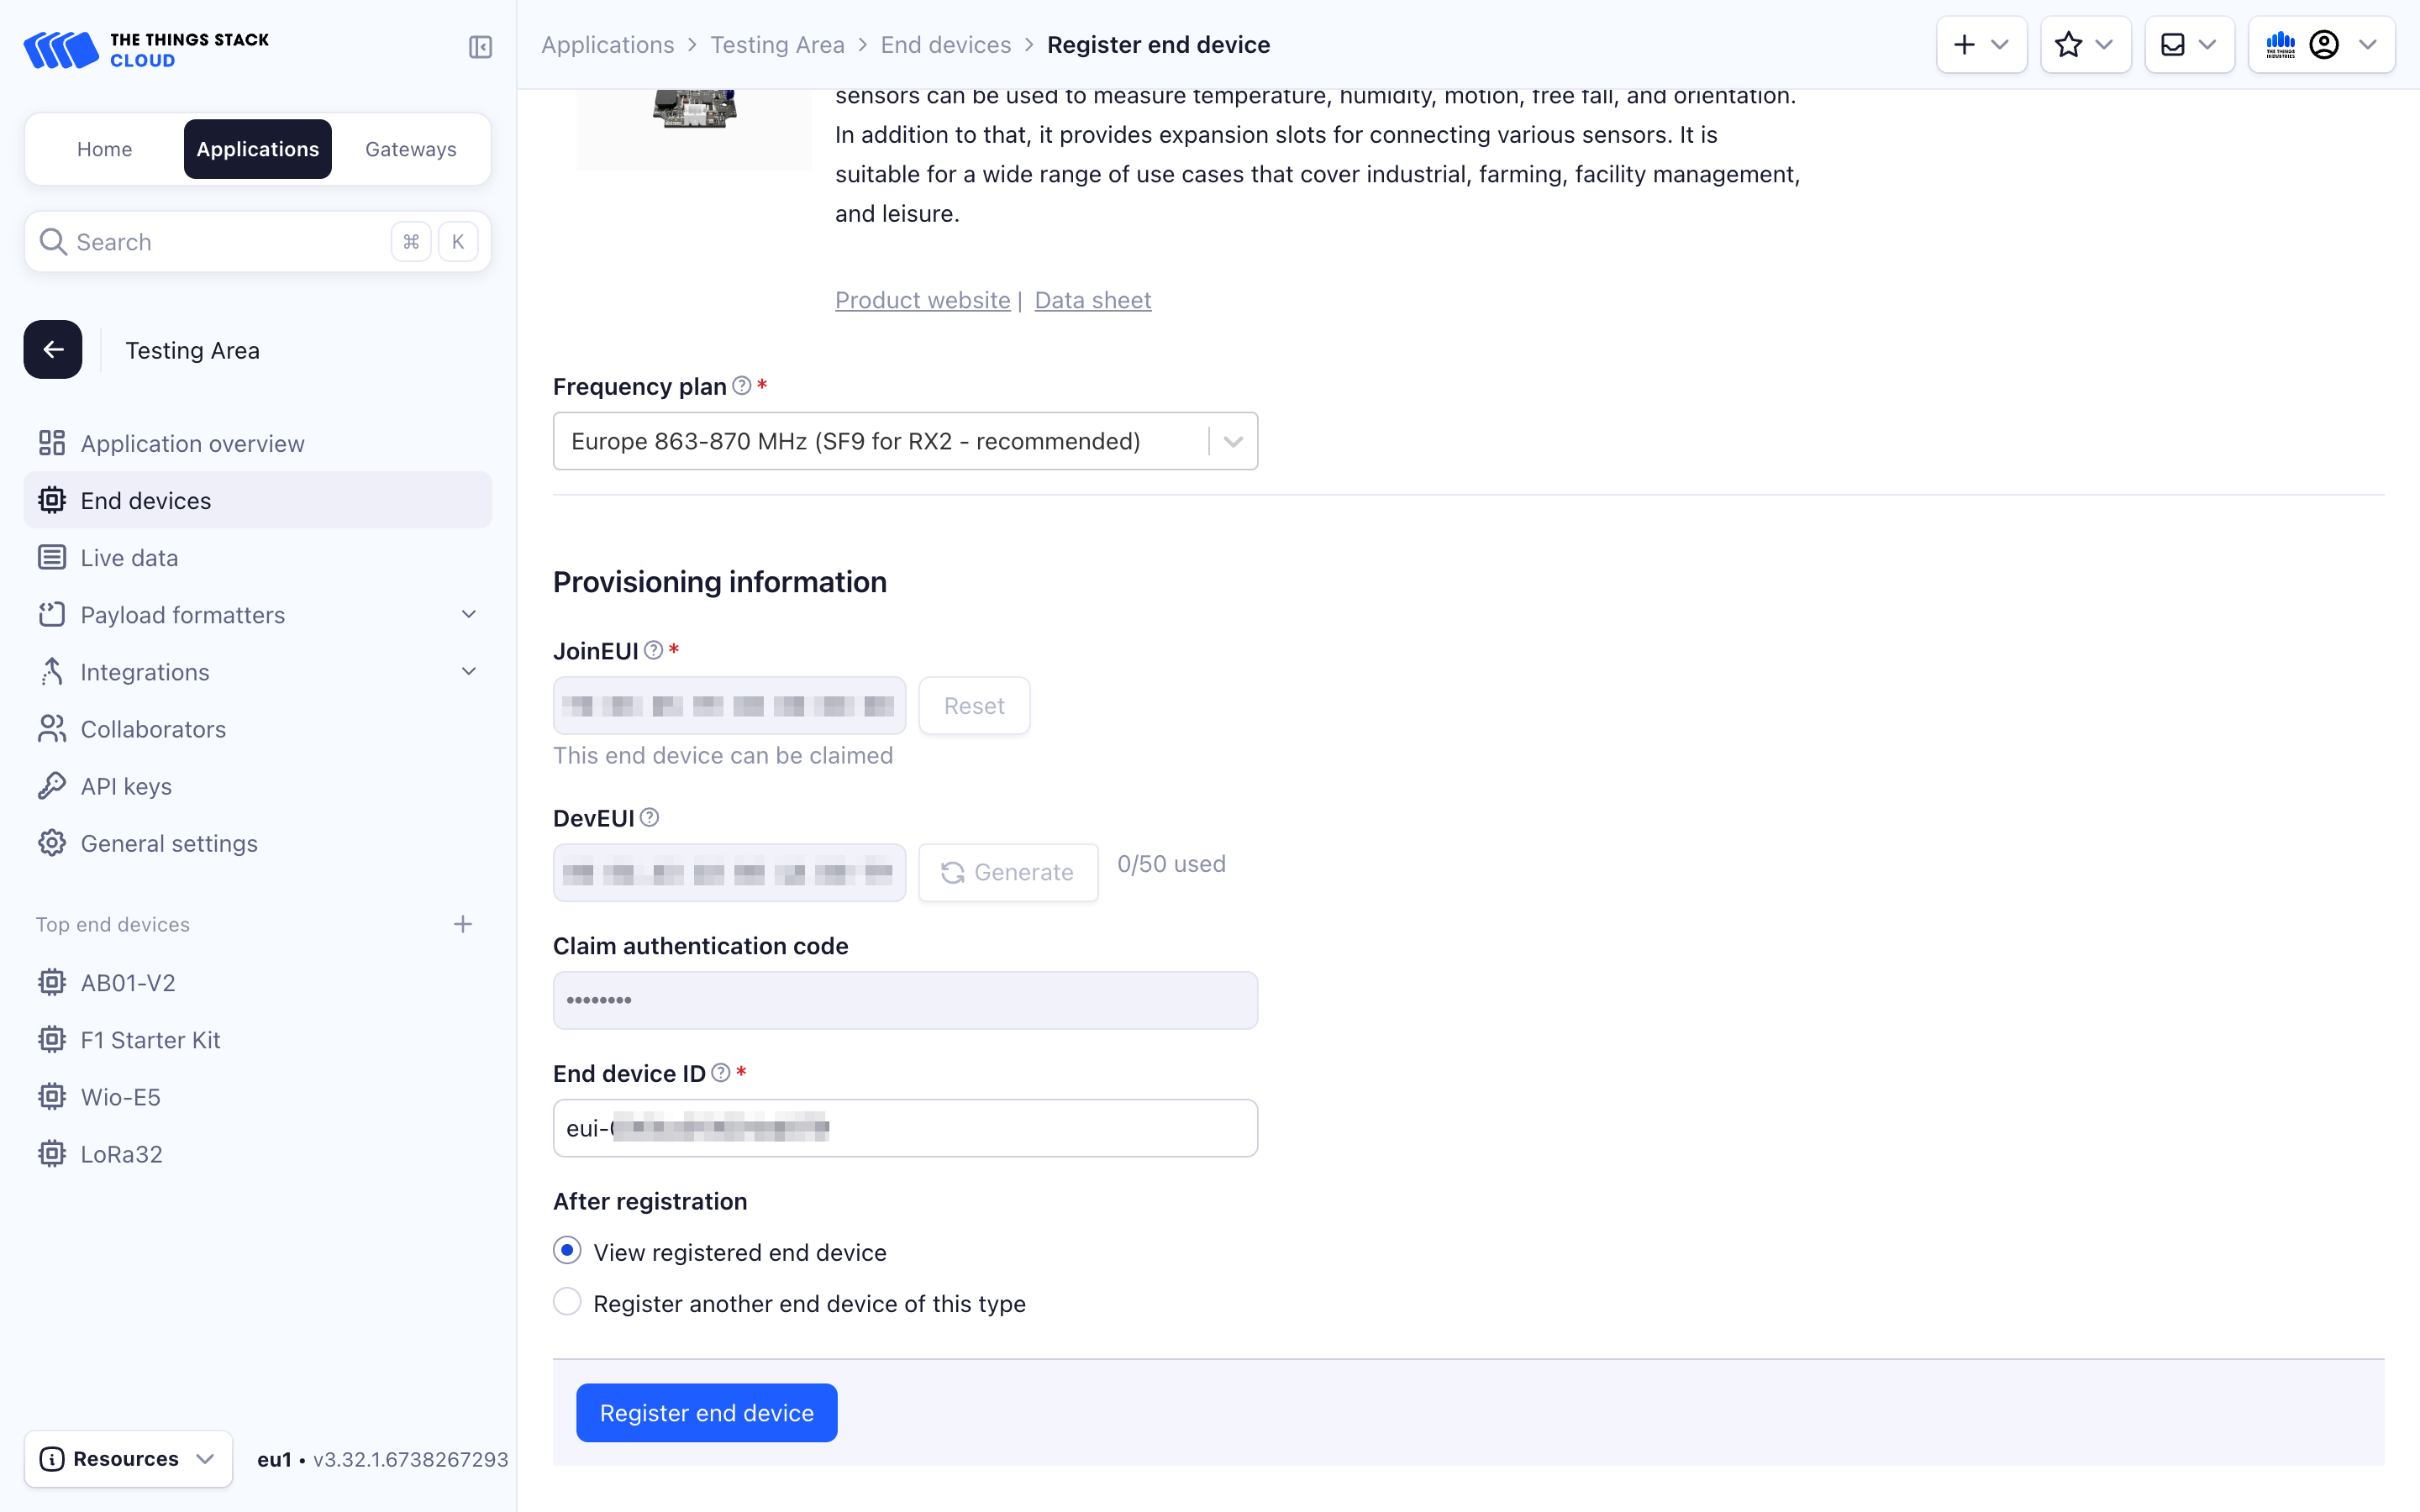 THE THINGS STACK
CLOUD
Home
Applications
Gateways
Search
⌘
K
Testing Area
Application overview
End devices
Live data
Payload formatters
Integrations
Collaborators
API keys
General settings
Top end devices
AB01-V2
F1 Starter Kit
Wio-E5
LoRa32
Resources
eu1 • v3.32.1.6738267293
Applications > Testing Area > End devices > Register end device
sensors can be used to measure temperature, humidity, motion, free fall, and orientation.
In addition to that, it provides expansion slots for connecting various sensors. It is
suitable for a wide range of use cases that cover industrial, farming, facility management,
and leisure.
Product website | Data sheet
Frequency plan *
Europe 863-870 MHz (SF9 for RX2 - recommended)
Provisioning information
JoinEUI *
Reset
This end device can be claimed
DevEUI
Generate
0/50 used
Claim authentication code
••••••••
End device ID *
eui-
After registration
View registered end device
Register another end device of this type
Register end device